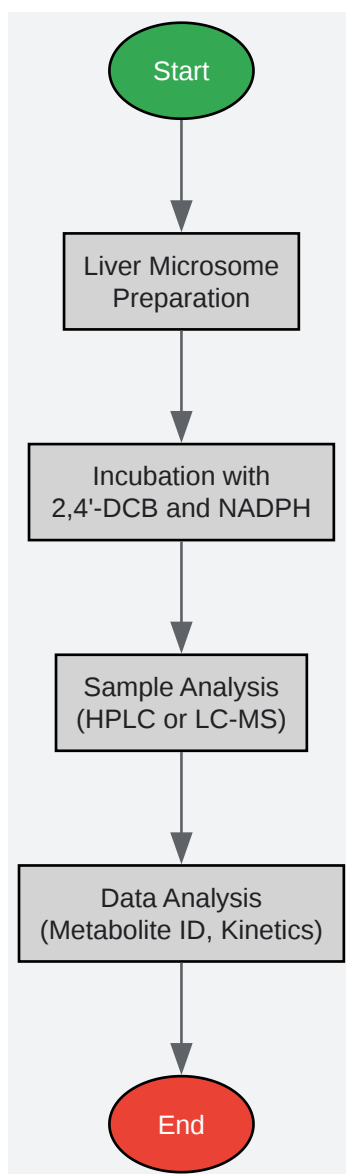 Start
Liver Microsome
Preparation
Incubation with
2,4'-DCB and NADPH
Sample Analysis
(HPLC or LC-MS)
Data Analysis
(Metabolite ID, Kinetics)
End